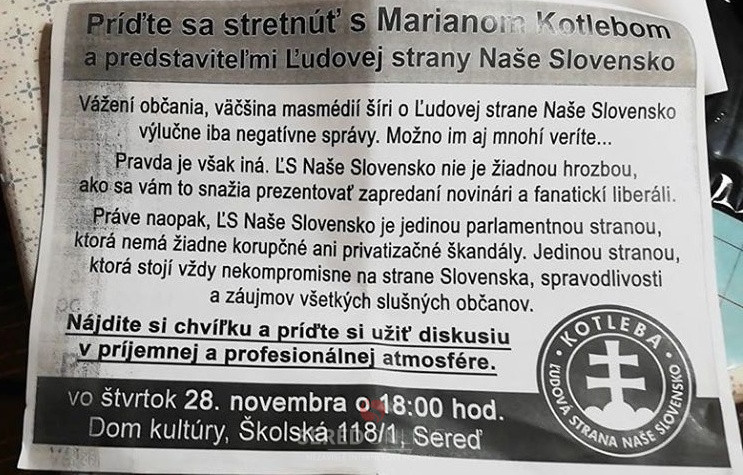 Príďte sa stretnúť s Marianom Kotlebom
a predstaviteľmi Ľudovej strany Naše Slovensko
Vážení občania, väčšina masmédií šíri o Ľudovej strane Naše Slovensko
výlučne iba negatívne správy. Možno im aj mnohí veríte...
Pravda je však iná. ĽS Naše Slovensko nie je žiadnou hrozbou,
ako sa vám to snažia prezentovať zapredaní novinári a fanatickí liberáli.
Práve naopak, ĽS Naše Slovensko je jedinou parlamentnou stranou,
ktorá nemá žiadne korupčné ani privatizačné škandály. Jedinou stranou,
ktorá stojí vždy nekompromisne na strane Slovenska, spravodlivosti
a záujmov všetkých slušných občanov.
Nájdite si chvíľku a príďte si užiť diskusiu
v príjemnej a profesionálnej atmosfére.
vo štvrtok 28. novembra o 18:00 hod.
Dom kultúry, Školská 118/1, Sereď
KOTLEBA
ĽUDOVÁ STRANA NAŠE SLOVENSKO